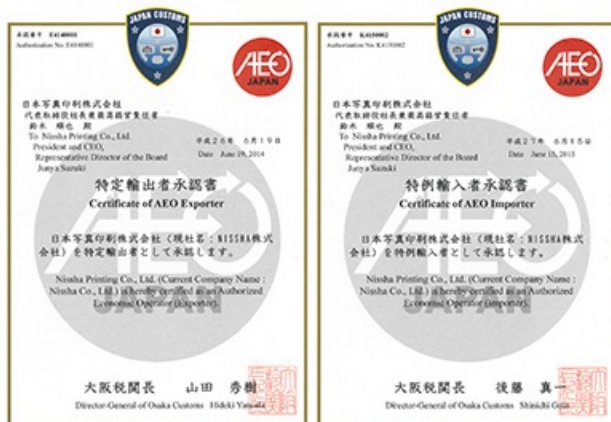 JAPAN CUSTOMS
承認番号 E4140001
Authorization No. E4140001
AEO
JAPAN
日本写真印刷株式会社
代表取締役社長兼最高経営責任者
鈴木 順也 殿
To Nissha Printing Co., Ltd.
President and CEO,
Representative Director of the Board
Junya Suzuki
平成26年 6月19日
Date June 19, 2014
特定輸出者承認書
Certificate of AEO Exporter
日本写真印刷株式会社（現社名：NISSHA株式
会社）を特定輸出者として承認します。
Nissha Printing Co., Ltd. (Current Company Name :
Nissha Co., Ltd.) is hereby certified as an Authorized
Economic Operator (Exporter).
AEO
JAPAN
大阪税関長 山田 秀樹
Director-General of Osaka Customs Hideki Yamada
JAPAN CUSTOMS
承認番号 K4150002
Authorization No. K4150002
AEO
JAPAN
日本写真印刷株式会社
代表取締役社長兼最高経営責任者
鈴木 順也 殿
To Nissha Printing Co., Ltd.
President and CEO,
Representative Director of the Board
Junya Suzuki
平成27年 6月15日
Date June 15, 2015
特例輸入者承認書
Certificate of AEO Importer
日本写真印刷株式会社（現社名：NISSHA株式
会社）を特例輸入者として承認します。
Nissha Printing Co., Ltd. (Current Company Name :
Nissha Co., Ltd.) is hereby certified as an Authorized
Economic Operator (Importer).
AEO
JAPAN
大阪税関長 後藤 真一
Director-General of Osaka Customs Shinichi Goto